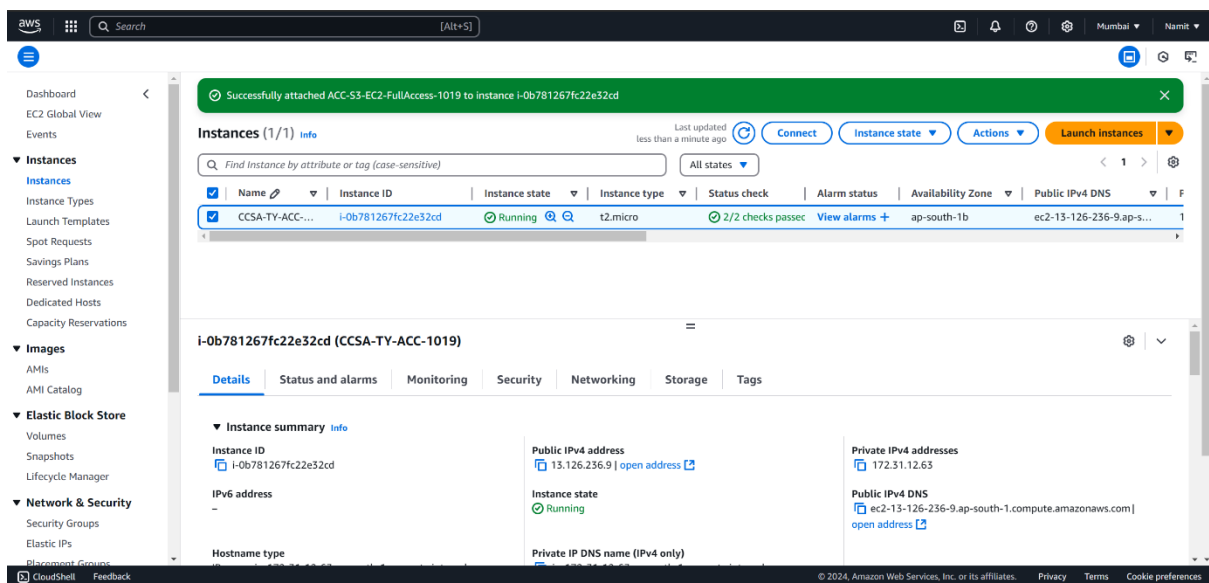 aws Search [Alt+S] Mumbai ▼ Namit ▼
Dashboard
EC2 Global View
Events
▼ Instances
Instances
Instance Types
Launch Templates
Spot Requests
Savings Plans
Reserved Instances
Dedicated Hosts
Capacity Reservations
▼ Images
AMIs
AMI Catalog
▼ Elastic Block Store
Volumes
Snapshots
Lifecycle Manager
▼ Network & Security
Security Groups
Elastic IPs
Placement Groups
Successfully attached ACC-S3-EC2-FullAccess-1019 to instance i-0b781267fc22e32cd
Instances (1/1) Info
Last updated
less than a minute ago
Connect Instance state ▼ Actions ▼ Launch instances ▼
Find Instance by attribute or tag (case-sensitive) All states ▼ 1
Name Instance ID Instance state Instance type Status check Alarm status Availability Zone Public IPv4 DNS
CCSA-TY-ACC-... i-0b781267fc22e32cd Running t2.micro 2/2 checks passec View alarms + ap-south-1b ec2-13-126-236-9.ap-s... 1
i-0b781267fc22e32cd (CCSA-TY-ACC-1019)
Details Status and alarms Monitoring Security Networking Storage Tags
▼ Instance summary Info
Instance ID
i-0b781267fc22e32cd
Public IPv4 address
13.126.236.9 | open address
Private IPv4 addresses
172.31.12.63
IPv6 address
–
Instance state
Running
Public IPv4 DNS
ec2-13-126-236-9.ap-south-1.compute.amazonaws.com |
open address
Hostname type
Private IP DNS name (IPv4 only)
CloudShell Feedback © 2024, Amazon Web Services, Inc. or its affiliates. Privacy Terms Cookie preferences